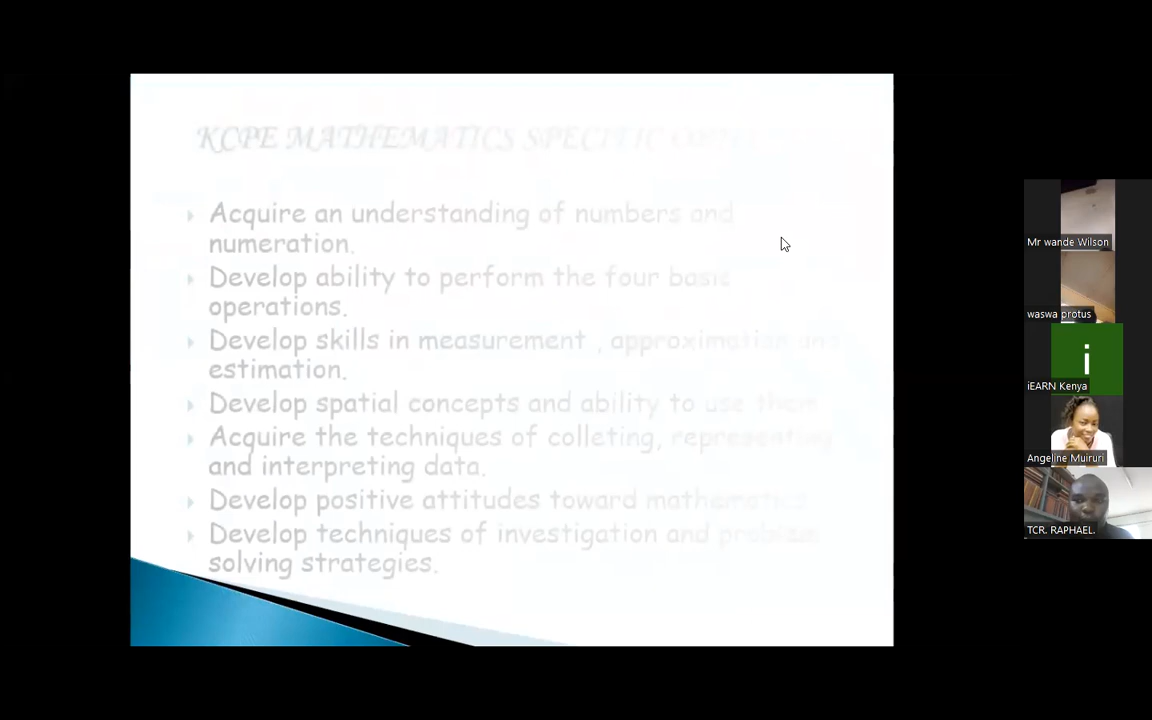 KCPE MATHEMATICS SPECIFIC
Acquire an understanding of numbers and
numeration.
Develop ability to perform the four basic
operations.
Develop skills in measurement , approximation and
estimation.
Develop spatial concepts and ability to use them
Acquire the techniques of colleting, representing
and interpreting data.
Develop positive attitudes toward mathematics
Develop techniques of investigation and problem
solving strategies.
Mr wande Wilson
waswa protus
i
iEARN Kenya
Angeline Muiruri
TCR. RAPHAEL.